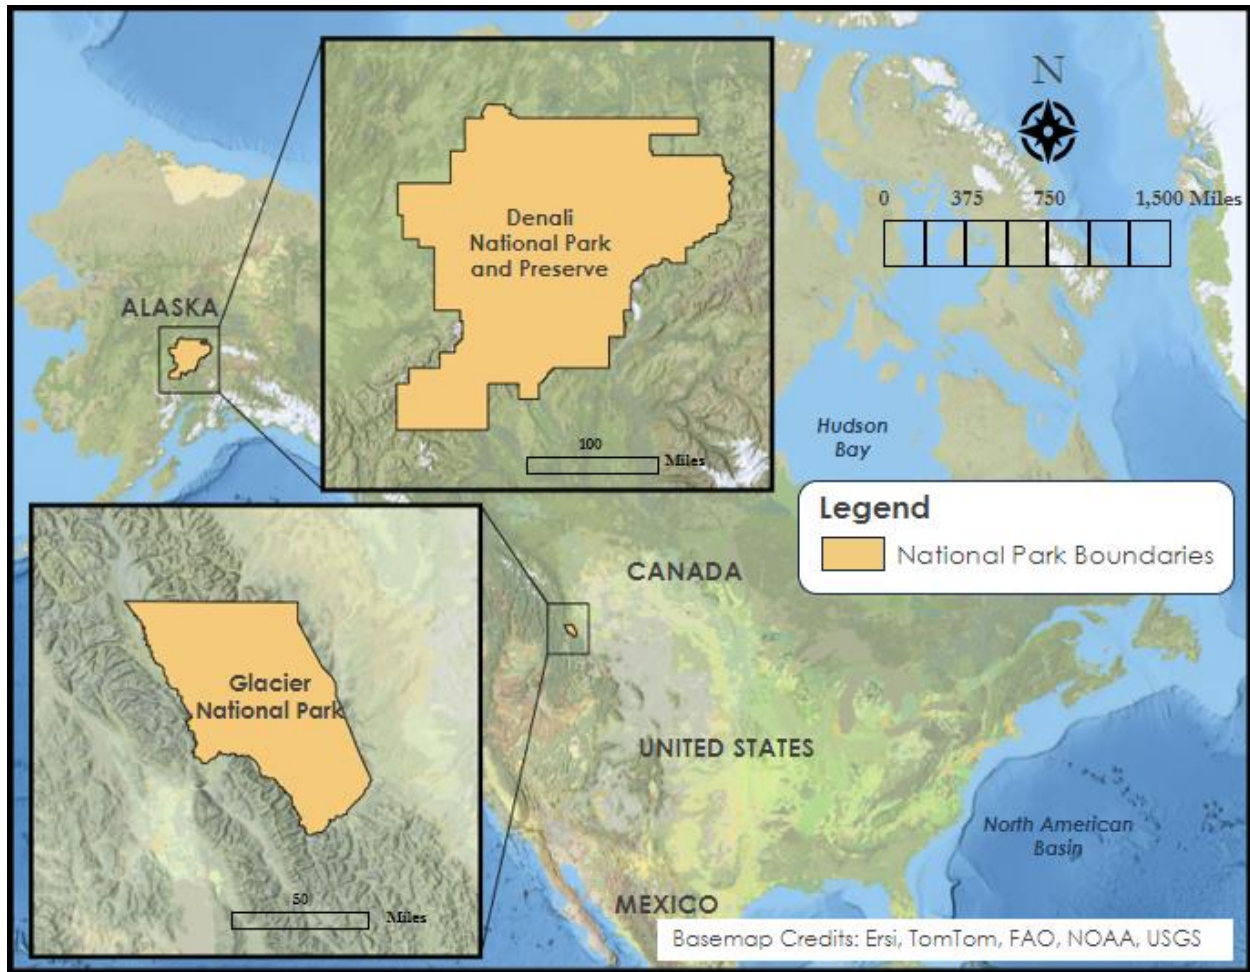 N
0 375 750 1,500 Miles
Denali
National Park
and Preserve
ALASKA
100
Miles
Hudson
Bay
Legend
National Park Boundaries
CANADA
Glacier
National Park
UNITED STATES
North American
Basin
50
Miles
MEXICO
Basemap Credits: Ersi, TomTom, FAO, NOAA, USGS